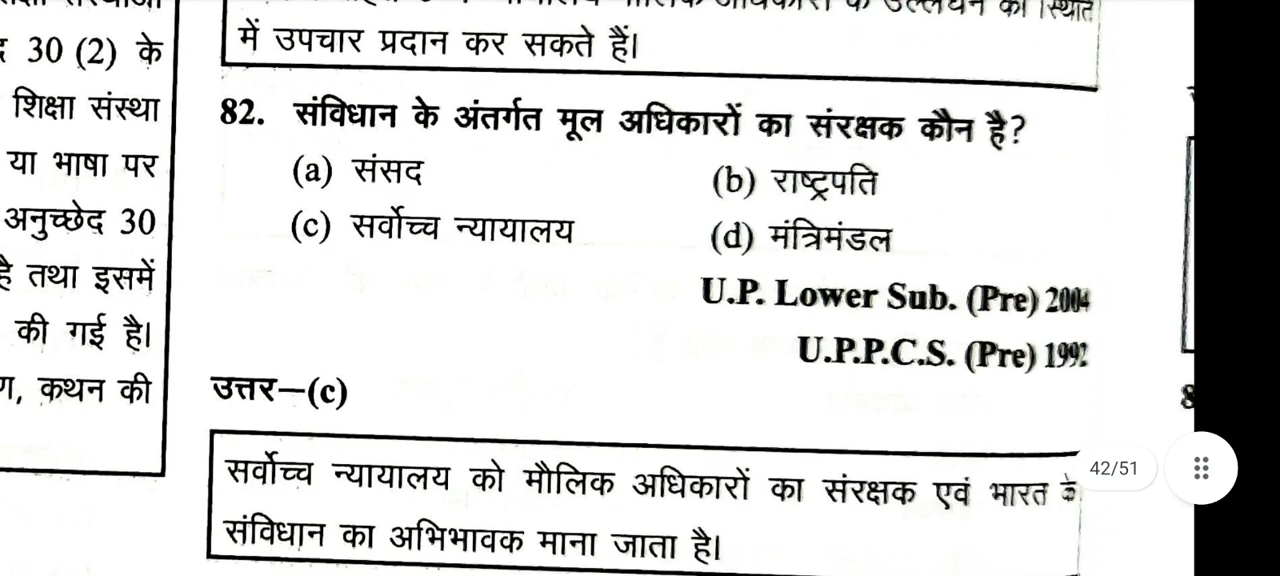 30 (2) के
शिक्षा संस्था
या भाषा पर
अनुच्छेद 30
है तथा इसमें
की गई है।
कथन की
में उपचार प्रदान कर सकते हैं।
82. संविधान के अंतर्गत मूल अधिकारों का संरक्षक कौन है?
(a) संसद (b) राष्ट्रपति
(c) सर्वोच्च न्यायालय (d) मंत्रिमंडल
U.P. Lower Sub. (Pre) 2004
U.P.P.C.S. (Pre) 1992
उत्तर–(c)
सर्वोच्च न्यायालय को मौलिक अधिकारों का संरक्षक एवं भारत के
संविधान का अभिभावक माना जाता है।
42/51